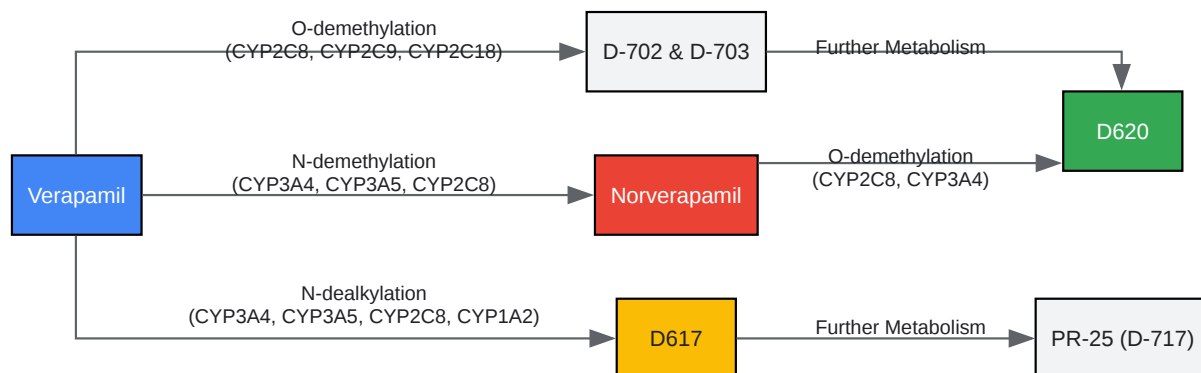 O-demethylation
(CYP2C8, CYP2C9, CYP2C18)
D-702 & D-703
Further Metabolism
D620
Verapamil
N-demethylation
(CYP3A4, CYP3A5, CYP2C8)
Norverapamil
O-demethylation
(CYP2C8, CYP3A4)
N-dealkylation
(CYP3A4, CYP3A5, CYP2C8, CYP1A2)
D617
Further Metabolism
PR-25 (D-717)